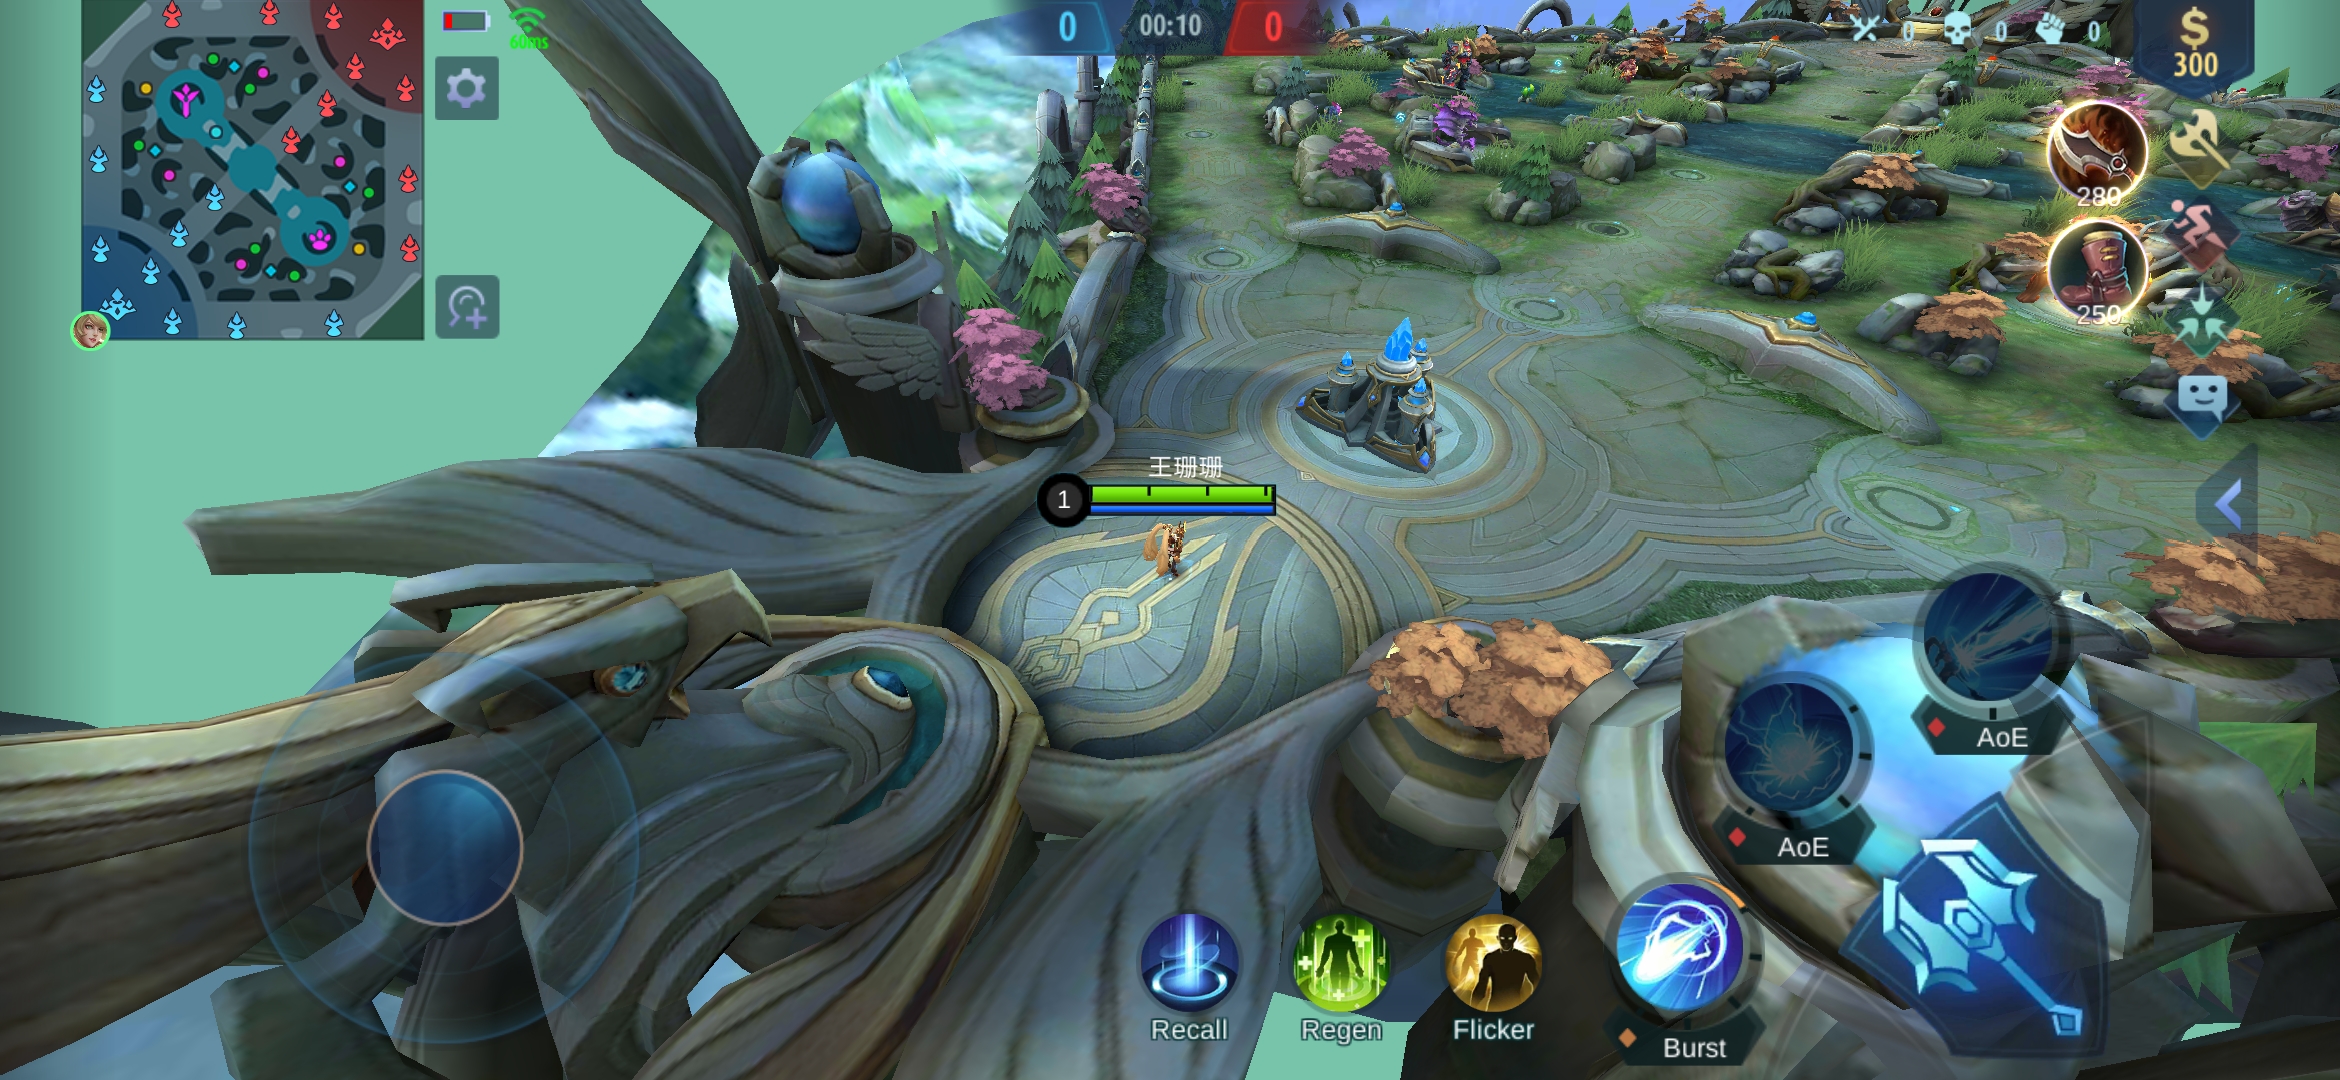 60ms
0
00:10
0
0
0
0
$
300
280
250
王珊珊
1
AoE
AoE
Recall
Regen
Flicker
Burst